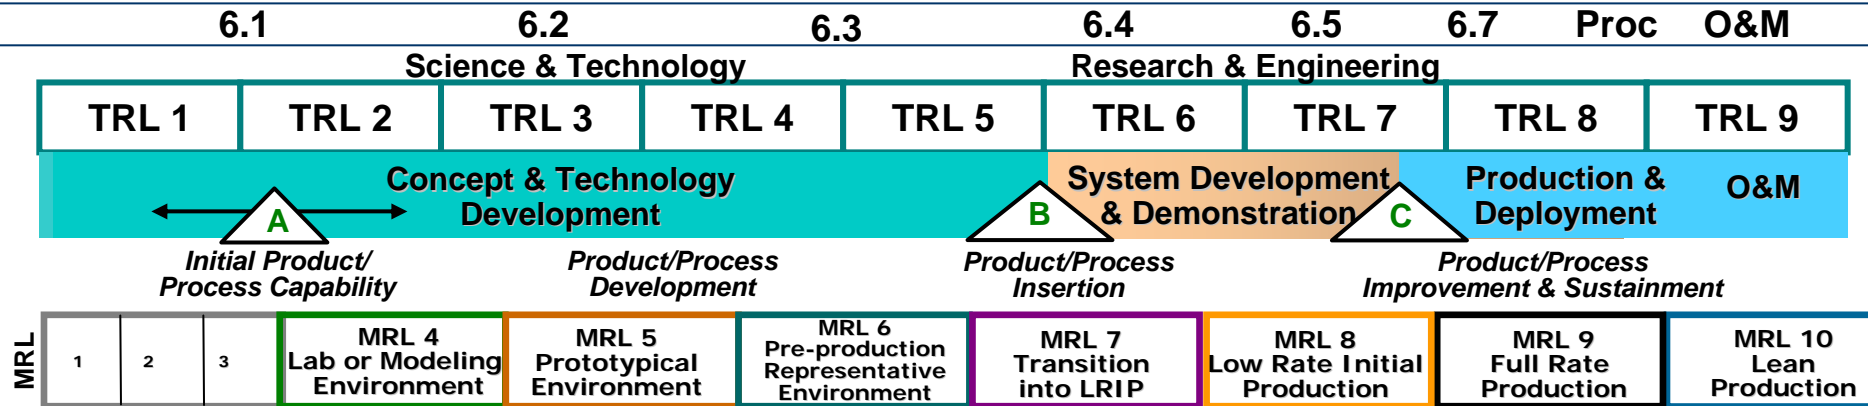 6.1 6.2 6.3 6.4 6.5 6.7 Proc O&M
Science & Technology Research & Engineering
TRL 1 TRL 2 TRL 3 TRL 4 TRL 5 TRL 6 TRL 7 TRL 8 TRL 9
Concept & Technology
Development
System Development
& Demonstration
Production &
Deployment
O&M
A
B
C
Initial Product/
Process Capability
Product/Process
Development
Product/Process
Insertion
Product/Process
Improvement & Sustainment
MRL
1 2 3
MRL 4
Lab or Modeling
Environment
MRL 5
Prototypical
Environment
MRL 6
Pre-production
Representative
Environment
MRL 7
Transition
into LRIP
MRL 8
Low Rate Initial
Production
MRL 9
Full Rate
Production
MRL 10
Lean
Production